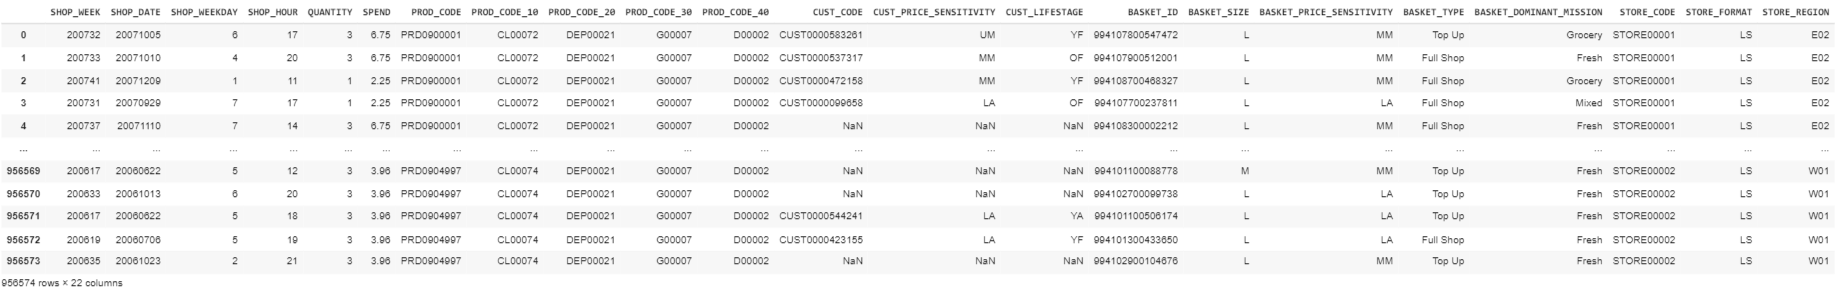 SHOP_WEEK SHOP_DATE SHOP_WEEKDAY SHOP_HOUR QUANTITY SPEND PROD_CODE PROD_CODE_10 PROD_CODE_20 PROD_CODE_30 PROD_CODE_40 CUST_CODE CUST_PRICE_SENSITIVITY CUST_LIFESTAGE BASKET_ID BASKET_SIZE BASKET_PRICE_SENSITIVITY BASKET_TYPE BASKET_DOMINANT_MISSION STORE_CODE STORE_FORMAT STORE_REGION
0 200732 20071005 6 17 3 6.75 PRD0900001 CL00072 DEP00021 G00007 D00002 CUST0000583261 UM YF 994107800547472 L MM Top Up Grocery STORE00001 LS E02
1 200733 20071010 4 20 3 6.75 PRD0900001 CL00072 DEP00021 G00007 D00002 CUST0000537317 MM OF 994107900512001 L MM Full Shop Fresh STORE00001 LS E02
2 200741 20071209 1 11 1 2.25 PRD0900001 CL00072 DEP00021 G00007 D00002 CUST0000472158 MM YF 994108700468327 L MM Full Shop Grocery STORE00001 LS E02
3 200731 20070929 7 17 1 2.25 PRD0900001 CL00072 DEP00021 G00007 D00002 CUST0000099658 LA OF 994107700237811 L LA Full Shop Mixed STORE00001 LS E02
4 200737 20071110 7 14 3 6.75 PRD0900001 CL00072 DEP00021 G00007 D00002 NaN NaN NaN 994108300002212 L MM Full Shop Fresh STORE00001 LS E02
... ... ... ... ... ... ... ... ... ... ... ... ... ... ... ... ... ... ... ... ... ... ...
956569 200617 20060622 5 12 3 3.96 PRD0904997 CL00074 DEP00021 G00007 D00002 NaN NaN NaN 994101100088778 M MM Top Up Fresh STORE00002 LS W01
956570 200633 20061013 6 20 3 3.96 PRD0904997 CL00074 DEP00021 G00007 D00002 NaN NaN NaN 994102700099738 L LA Top Up Fresh STORE00002 LS W01
956571 200617 20060622 5 18 3 3.96 PRD0904997 CL00074 DEP00021 G00007 D00002 CUST0000544241 LA YA 994101100506174 L LA Top Up Fresh STORE00002 LS W01
956572 200619 20060706 5 19 3 3.96 PRD0904997 CL00074 DEP00021 G00007 D00002 CUST0000423155 LA YF 994101300433650 L LA Full Shop Fresh STORE00002 LS W01
956573 200635 20061023 2 21 3 3.96 PRD0904997 CL00074 DEP00021 G00007 D00002 NaN NaN NaN 994102900104676 L MM Top Up Fresh STORE00002 LS W01
956574 rows × 22 columns